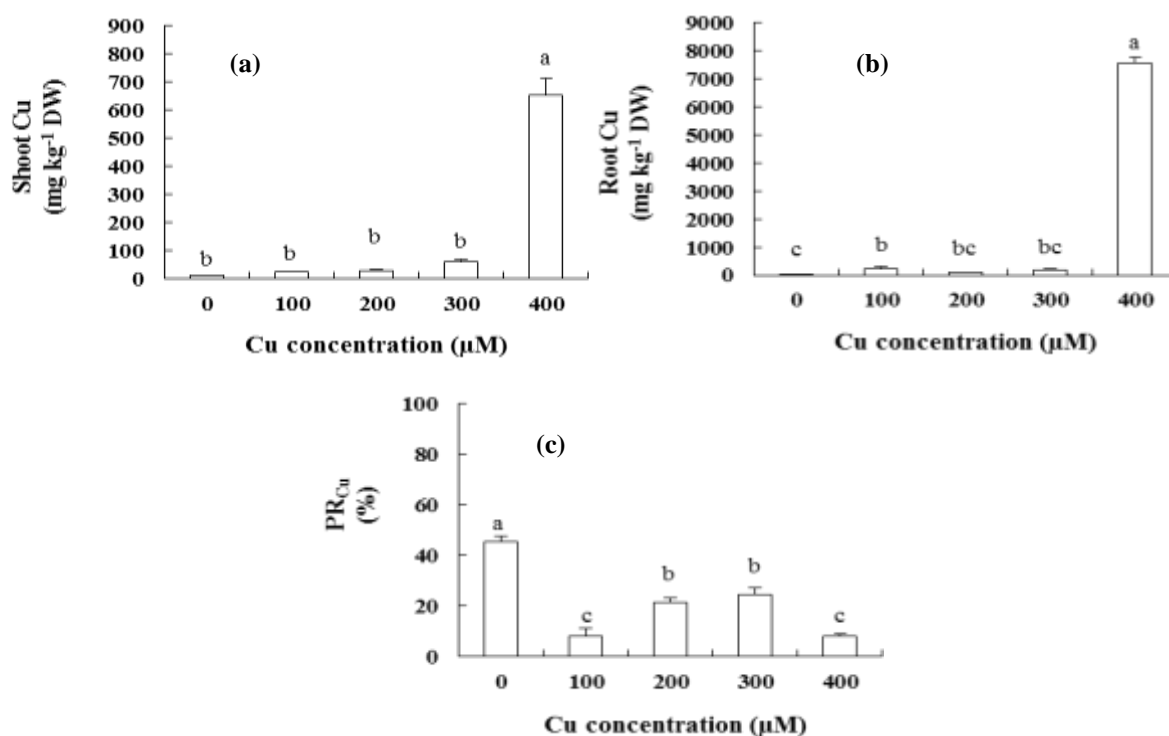 900
800
700
600
500
400
300
200
100
0
Shoot Cu
(mg kg⁻¹ DW)
(a)
b
b
b
b
a
0 100 200 300 400
Cu concentration (µM)
9000
8000
7000
6000
5000
4000
3000
2000
1000
0
Root Cu
(mg kg⁻¹ DW)
(b)
c
b
bc
bc
a
0 100 200 300 400
Cu concentration (µM)
100
80
60
40
20
0
PRCu
(%)
(c)
a
c
b
b
c
0 100 200 300 400
Cu concentration (µM)